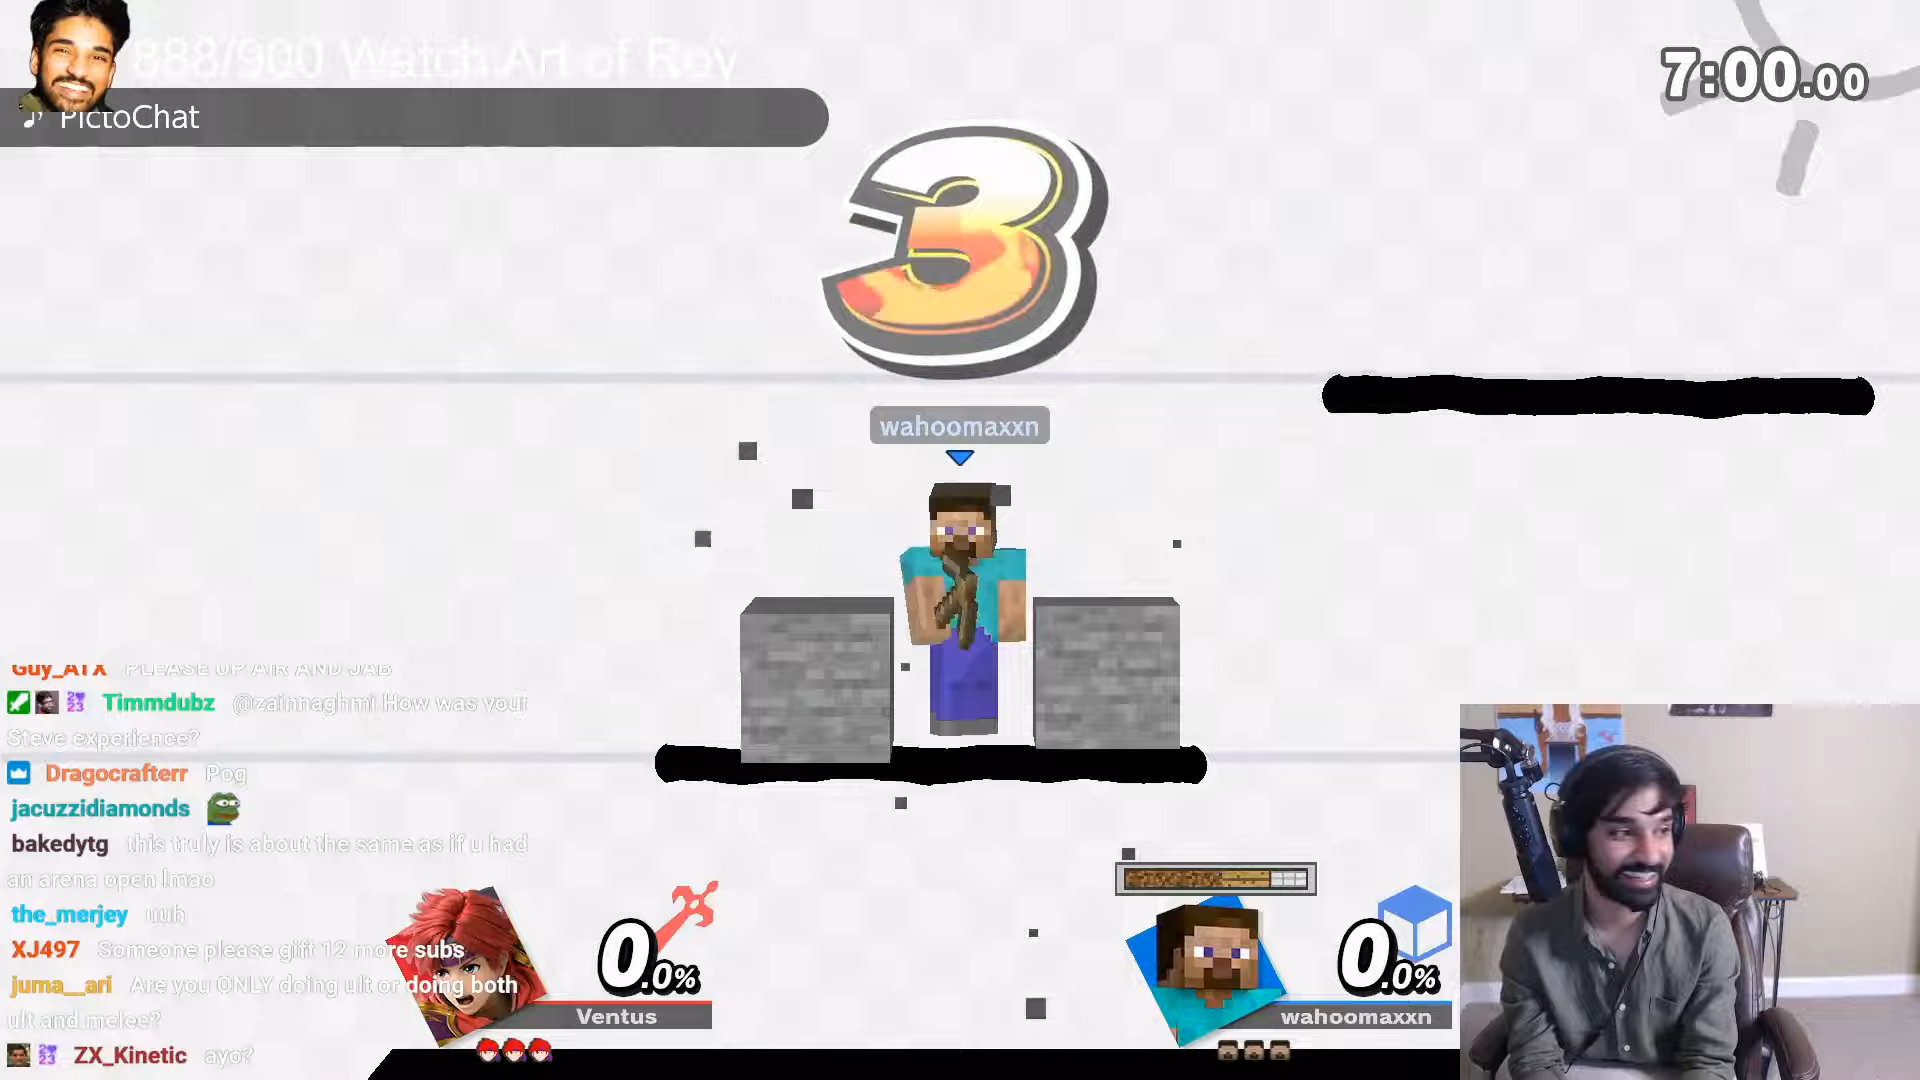 888/900 Watch Art of Roy
7:00.00
♪ PictoChat
3
wahoomaxxn
Guy_ATX PLEASE UP AIR AND JAB
Timmdubz @zainnaghmi How was your
Steve experience?
Dragocrafterr Pog
jacuzzidiamonds
bakedytg this truly is about the same as if u had
an arena open lmao
the_merjey uuh
XJ497 Someone please gift 12 more subs
juma__ari Are you ONLY doing ult or doing both
ult and melee?
ZX_Kinetic ayo?
0.0%
Ventus
0.0%
wahoomaxxn